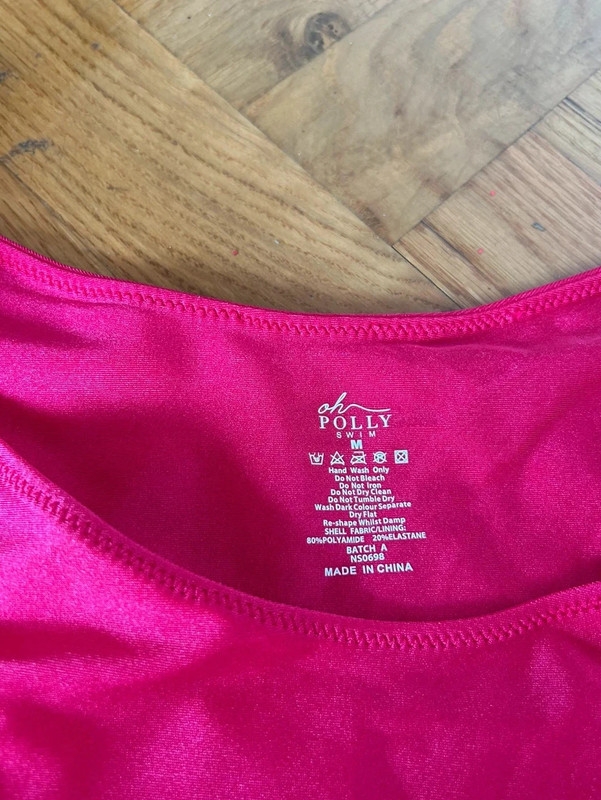 oh
POLLY
SWIM
M
Hand Wash Only
Do Not Bleach
Do Not Iron
Do Not Dry Clean
Do Not Tumble Dry
Wash Dark Colour Separate
Dry Flat
Re-shape Whilst Damp
SHELL FABRIC/LINING:
80%POLYAMIDE 20%ELASTANE
BATCH A
NS0698
MADE IN CHINA